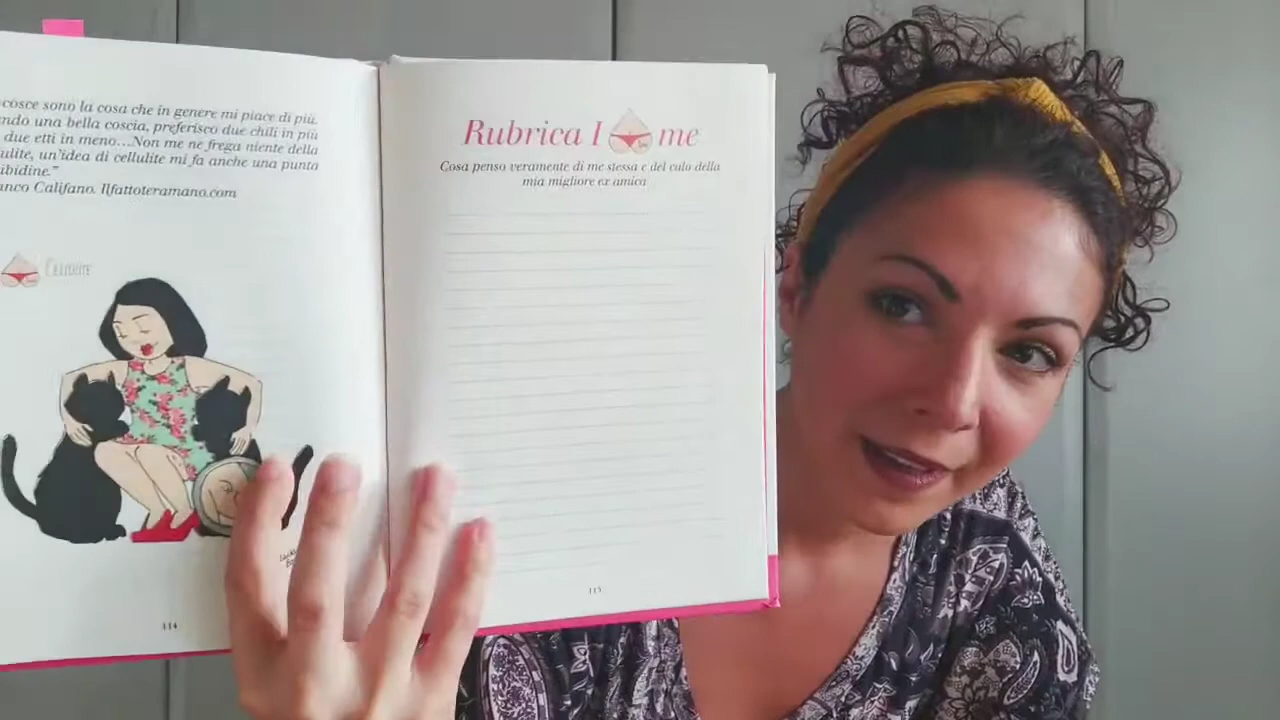 cosce sono la cosa che in genere mi piace di più.
ndo una bella coscia, preferisco due chili in più
due etti in meno...Non me ne frega niente della
ulite, un'idea di cellulite mi fa anche una punta
ibidine."
nco Califano. Ilfattoteramano.com
Cellulite
114
Rubrica I me
Cosa penso veramente di me stessa e del culo della
mia migliore ex amica
115